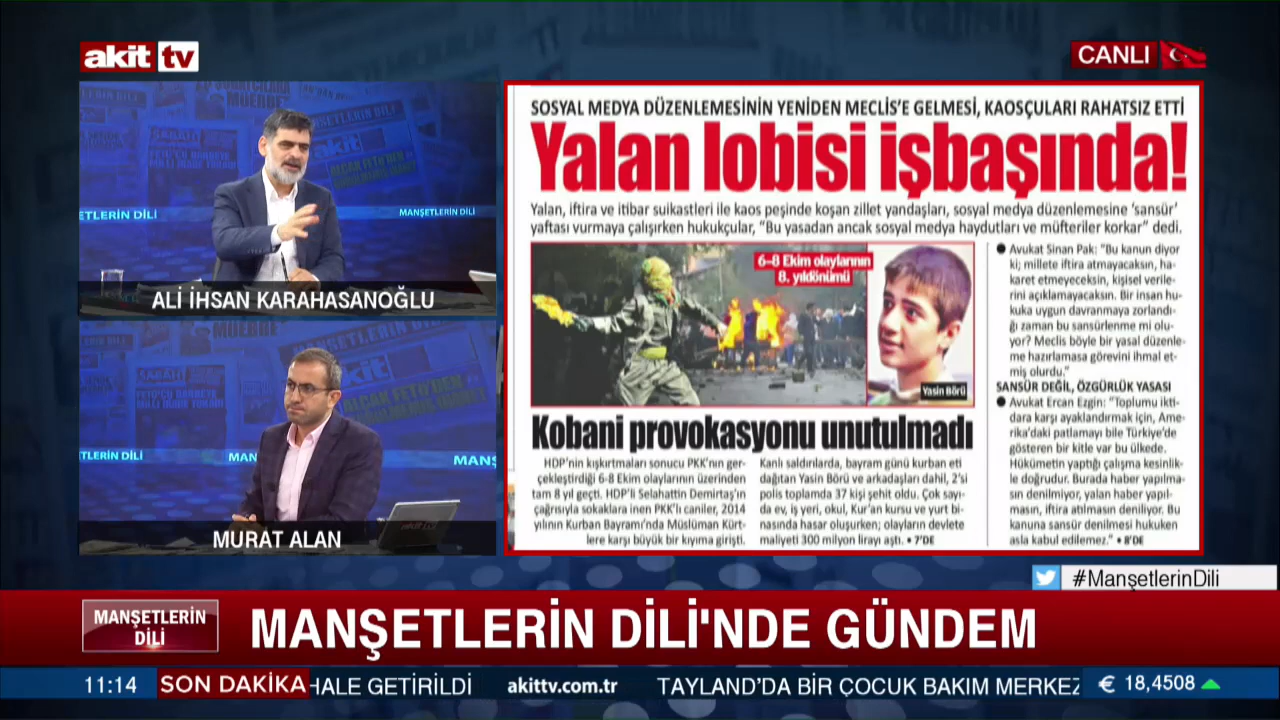 akit tv
CANLI
MANŞETLERİN DİLİ
ALİ İHSAN KARAHASANOĞLU
MANŞETLERİN DİLİ
MURAT ALAN
SOSYAL MEDYA DÜZENLEMESİNİN YENİDEN MECLİS'E GELMESİ, KAOSÇULARI RAHATSIZ ETTİ
Yalan lobisi işbaşında!
Yalan, iftira ve itibar suikastleri ile kaos peşinde koşan zillet yandaşları, sosyal medya düzenlemesine 'sansür'
yaftası vurmaya çalışırken hukukçular, "Bu yasadan ancak sosyal medya haydutları ve müfteriler korkar" dedi.
6-8 Ekim olaylarının
8. yıldönümü
Yasin Börü
Kobani provokasyonu unutulmadı
HDP'nin kışkırtmaları sonucu PKK'nın ger-
çekleştirdiği 6-8 Ekim olaylarının üzerinden
tam 8 yıl geçti. HDP'li Selahattin Demirtaş'ın
çağrısıyla sokaklara inen PKK'lı caniler, 2014
yılının Kurban Bayramı'nda Müslüman Kürt-
lere karşı büyük bir kıyıma girişti.
Kanlı saldırılarda, bayram günü kurban eti
dağıtan Yasin Börü ve arkadaşları dahil, 2'si
polis toplamda 37 kişi şehit oldu. Çok sayı-
da ev, iş yeri, okul, Kur'an kursu ve yurt bi-
nasında hasar oluşurken; olayların devlete
maliyeti 300 milyon lirayı aştı. • 7'DE
● Avukat Sinan Pak: "Bu kanun diyor
ki; millete iftira atmayacaksın, ha-
karet etmeyeceksin, kişisel verile-
rini açıklamayacaksın. Bir insan hu-
kuka uygun davranmaya zorlandı-
ğı zaman bu sansürlenme mi olu-
yor? Meclis böyle bir yasal düzenle-
me hazırlamasa görevini ihmal et-
miş olurdu."
SANSÜR DEĞİL, ÖZGÜRLÜK YASASI
● Avukat Ercan Ezgin: "Toplumu ikti-
dara karşı ayaklandırmak için, Ame-
rika'daki patlamayı bile Türkiye'de
gösteren bir kitle var bu ülkede.
Hükümetin yaptığı çalışma kesinlik-
le doğrudur. Burada haber yapılma-
sın denilmiyor, yalan haber yapıl-
masın, iftira atılmasın deniliyor. Bu
kanuna sansür denilmesi hukuken
asla kabul edilemez." • 8'DE
#ManşetlerinDili
MANŞETLERİN
DİLİ
MANŞETLERİN DİLİ'NDE GÜNDEM
11:14 SON DAKİKA HALE GETİRİLDİ akittv.com.tr TAYLAND'DA BİR ÇOCUK BAKIM MERKEZ € 18,4508